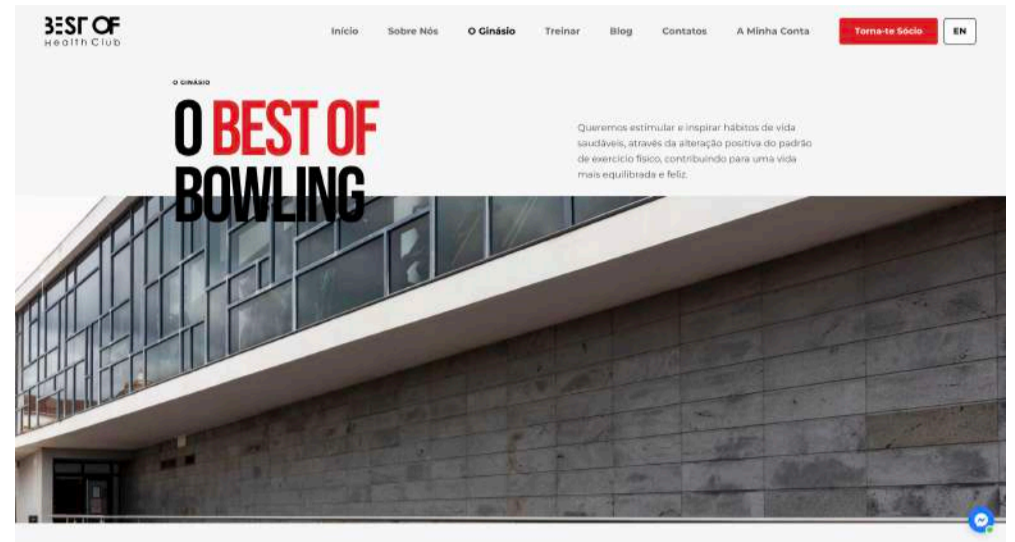 BEST OF
Health Club
Início Sobre Nós O Ginásio Treinar Blog Contatos A Minha Conta Torna-te Sócio EN
O GINÁSIO
O BEST OF
BOWLING
Queremos estimular e inspirar hábitos de vida
saudáveis, através da alteração positiva do padrão
de exercício físico, contribuindo para uma vida
mais equilibrada e feliz.